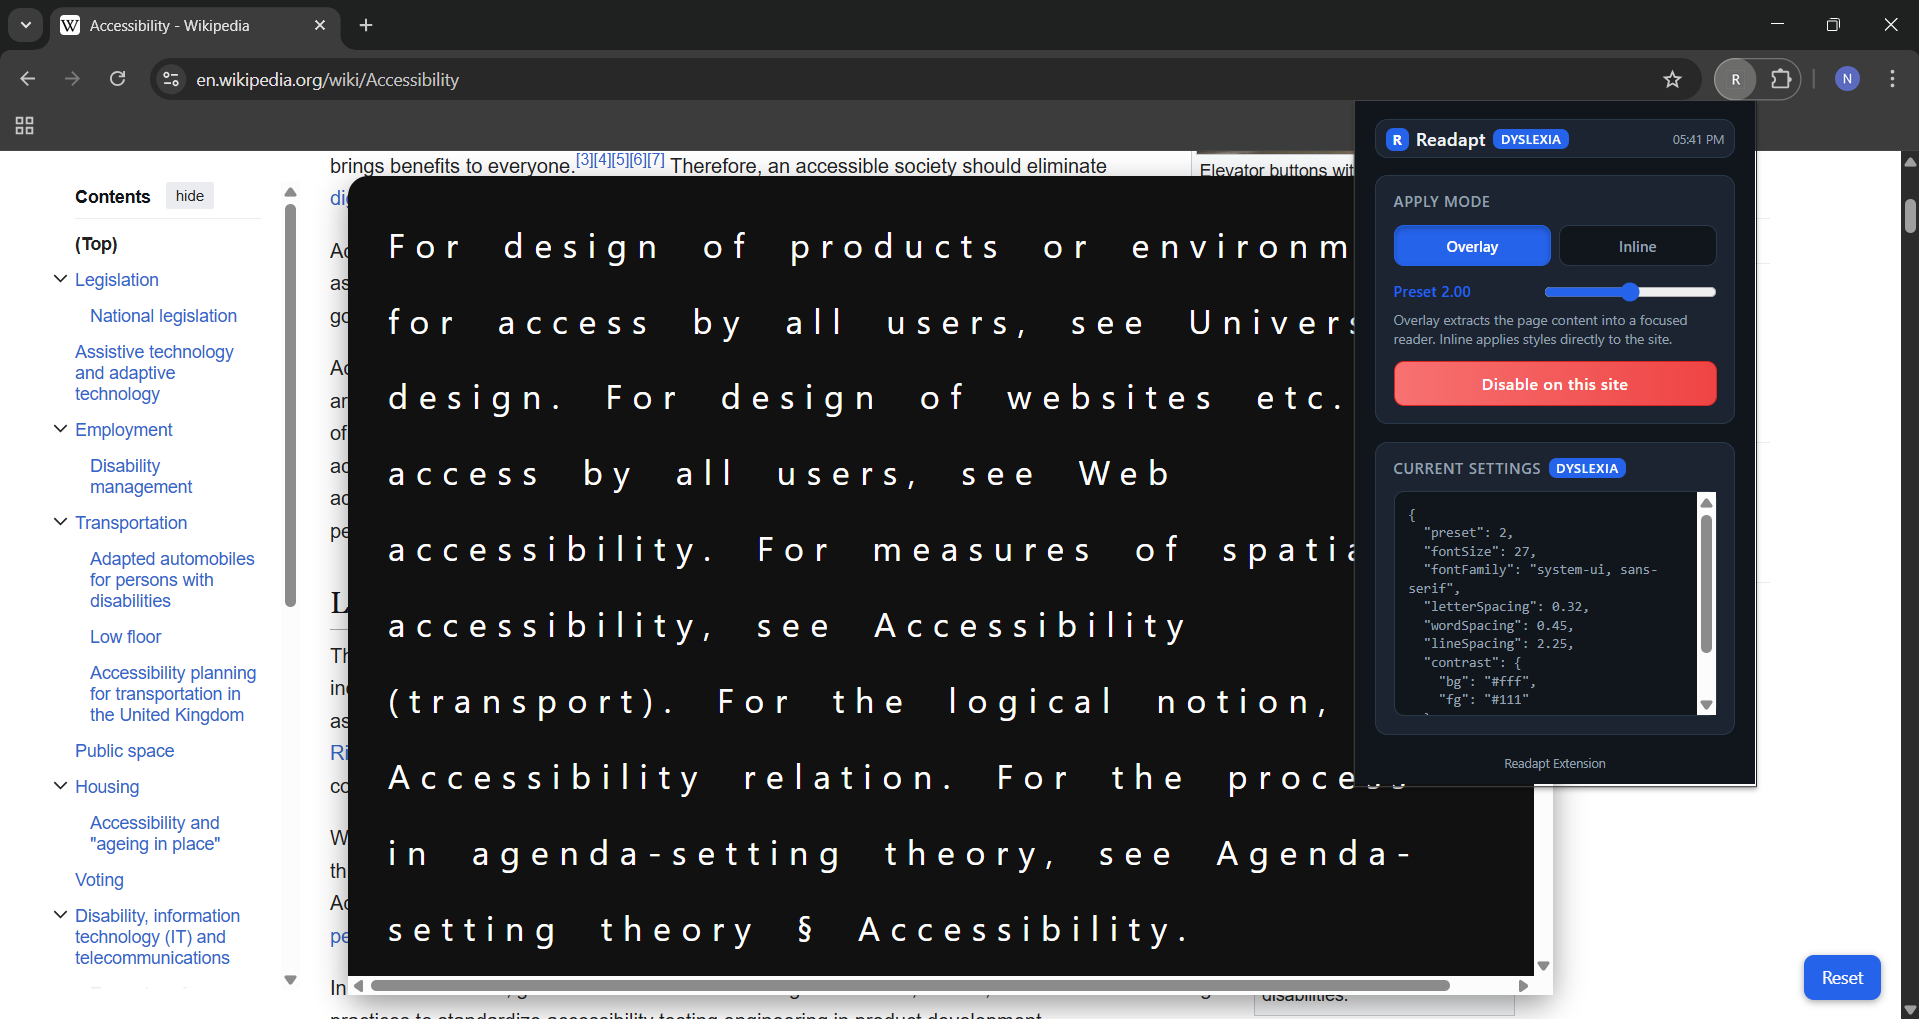 Accessibility - Wikipedia
en.wikipedia.org/wiki/Accessibility
R
N
brings benefits to everyone.[3][4][5][6][7] Therefore, an accessible society should eliminate
Elevator buttons wit
Contents hide
(Top)
Legislation
National legislation
Assistive technology
and adaptive
technology
Employment
Disability
management
Transportation
Adapted automobiles
for persons with
disabilities
Low floor
Accessibility planning
for transportation in
the United Kingdom
Public space
Housing
Accessibility and
"ageing in place"
Voting
Disability, information
technology (IT) and
telecommunications
For design of products or environm
for access by all users, see Univers
design. For design of websites etc.
access by all users, see Web
accessibility. For measures of spatia
accessibility, see Accessibility
(transport). For the logical notion,
Accessibility relation. For the process
in agenda-setting theory, see Agenda-
setting theory § Accessibility.
In
disabilities.
R Readapt DYSLEXIA 05:41 PM
APPLY MODE
Overlay Inline
Preset 2.00
Overlay extracts the page content into a focused
reader. Inline applies styles directly to the site.
Disable on this site
CURRENT SETTINGS DYSLEXIA
{
"preset": 2,
"fontSize": 27,
"fontFamily": "system-ui, sans-
serif",
"letterSpacing": 0.32,
"wordSpacing": 0.45,
"lineSpacing": 2.25,
"contrast": {
"bg": "#fff",
"fg": "#111"
Readapt Extension
Reset